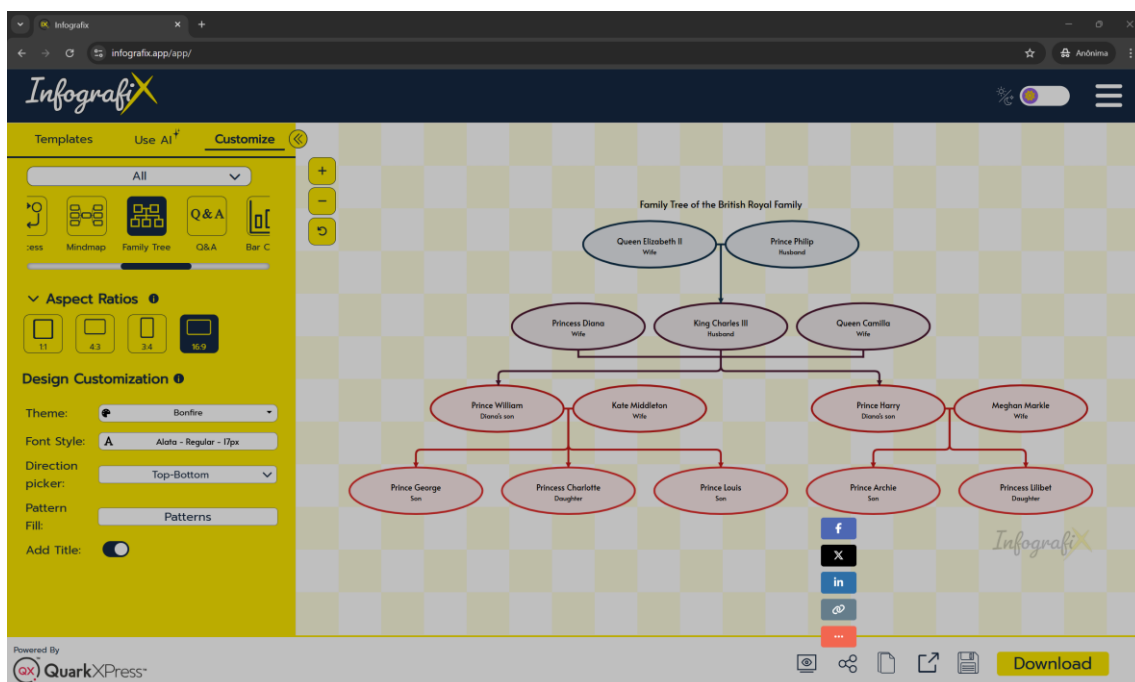 Infografix
infografix.app/app/
Anônima
InfografiX
Templates
Use AI
Customize
All
:ess
Mindmap
Family Tree
Q&A
Q&A
Bar C
Aspect Ratios
1:1
4:3
3:4
16:9
Design Customization
Theme:
Bonfire
Font Style:
A
Alata - Regular - 17px
Direction
picker:
Top-Bottom
Pattern
Fill:
Patterns
Add Title:
Family Tree of the British Royal Family
Queen Elizabeth II
Wife
Prince Philip
Husband
Princess Diana
Wife
King Charles III
Husband
Queen Camilla
Wife
Prince William
Diana's son
Kate Middleton
Wife
Prince Harry
Diana's son
Meghan Markle
Wife
Prince George
Son
Princess Charlotte
Daughter
Prince Louis
Son
Prince Archie
Son
Princess Lilibet
Daughter
f
X
in
InfografiX
Powered By
QX QuarkXPress
Download